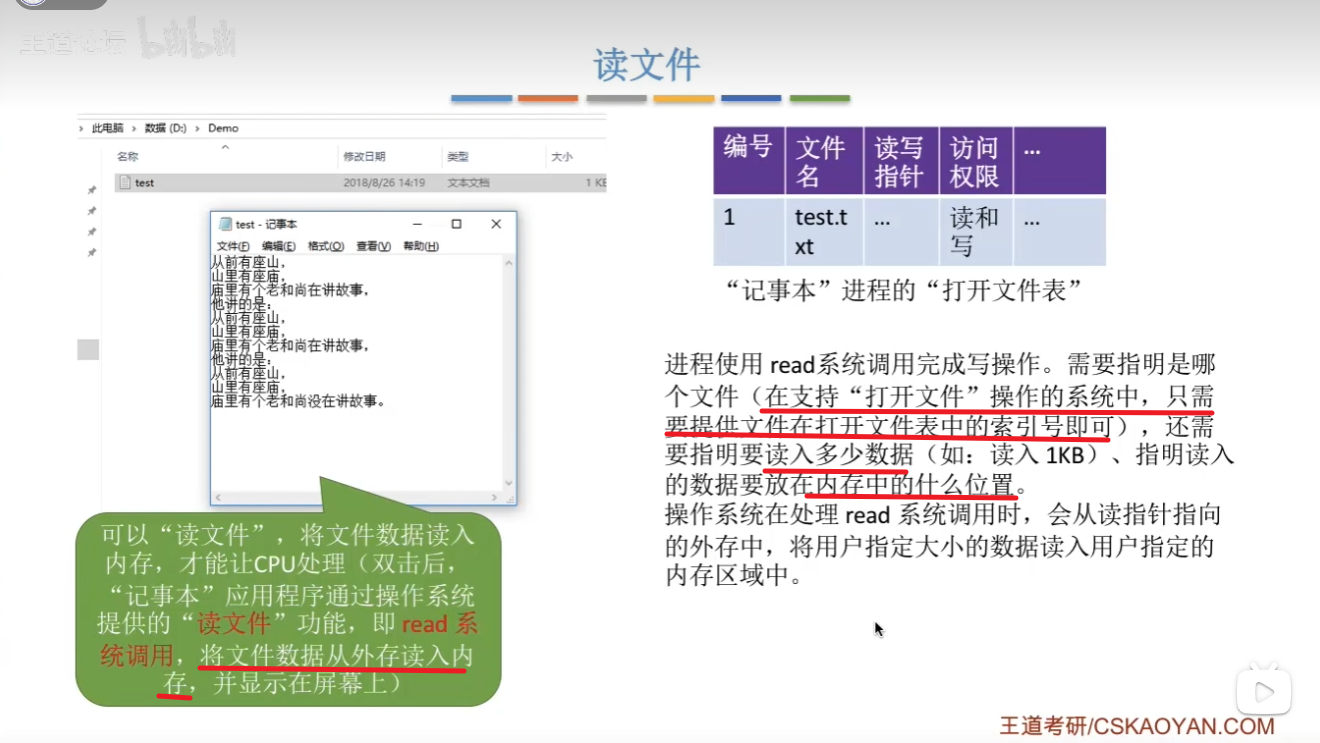 王道论坛 bilibili
读文件
此电脑 › 数据 (D:) › Demo
名称 修改日期 类型 大小
test 2018/8/26 14:19 文本文档 1 KB
test - 记事本
文件(F) 编辑(E) 格式(O) 查看(V) 帮助(H)
从前有座山，
山里有座庙，
庙里有个老和尚在讲故事，
他讲的是：
从前有座山，
山里有座庙，
庙里有个老和尚在讲故事，
他讲的是：
从前有座山，
山里有座庙，
庙里有个老和尚没在讲故事。
可以“读文件”，将文件数据读入
内存，才能让CPU处理（双击后，
“记事本”应用程序通过操作系统
提供的“读文件”功能，即 read 系
统调用，将文件数据从外存读入内
存，并显示在屏幕上）
编号 文件名 读写指针 访问权限 ...
1 test.txt ... 读和写 ...
“记事本”进程的“打开文件表”
进程使用 read系统调用完成写操作。需要指明是哪
个文件（在支持“打开文件”操作的系统中，只需
要提供文件在打开文件表中的索引号即可），还需
要指明要读入多少数据（如：读入 1KB）、指明读入
的数据要放在内存中的什么位置。
操作系统在处理 read 系统调用时，会从读指针指向
的外存中，将用户指定大小的数据读入用户指定的
内存区域中。
王道考研/CSKAOYAN.COM